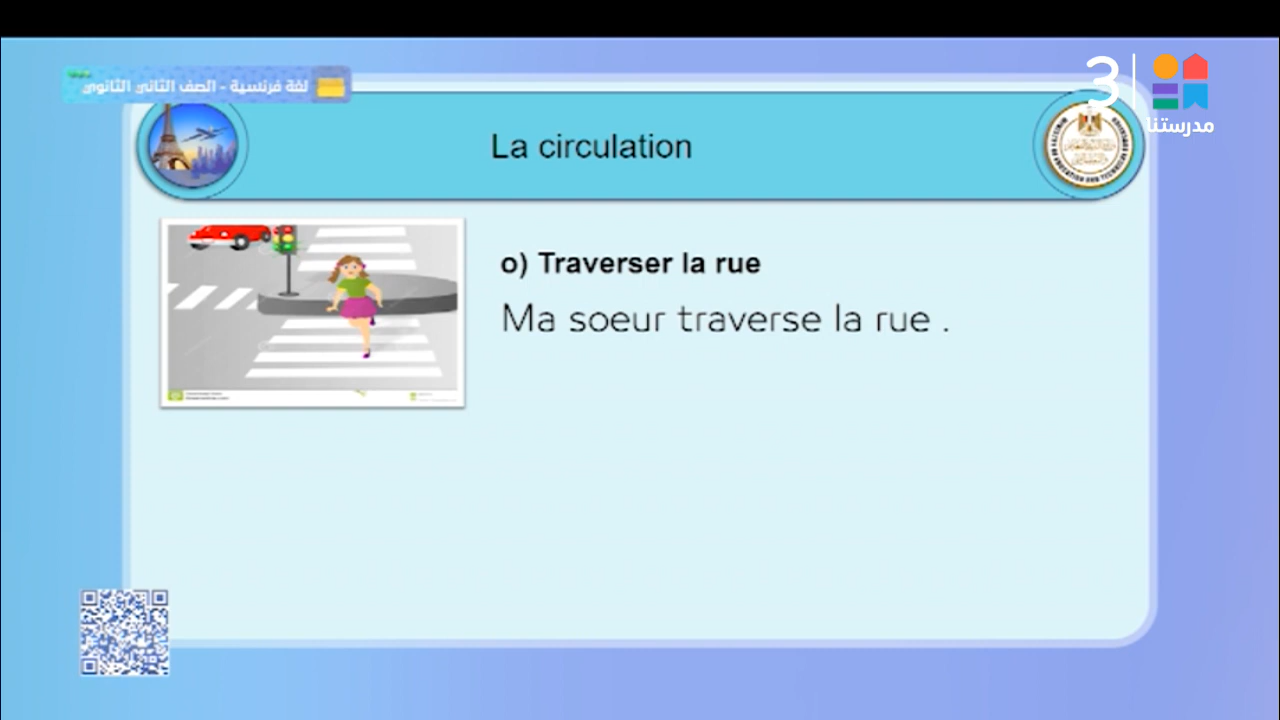 3
مدرستنا
لغة فرنسية - الصف الثاني الثانوي
La circulation
o) Traverser la rue
Ma soeur traverse la rue .